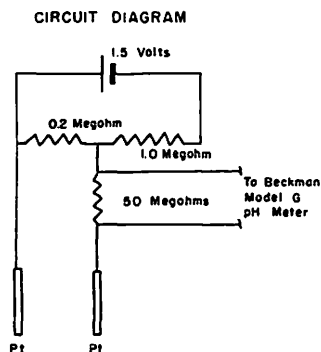 CIRCUIT DIAGRAM
1.5 Volts
0.2 Megohm
1.0 Megohm
50 Megohms
To Beckman
Model G
pH Meter
Pt
Pt